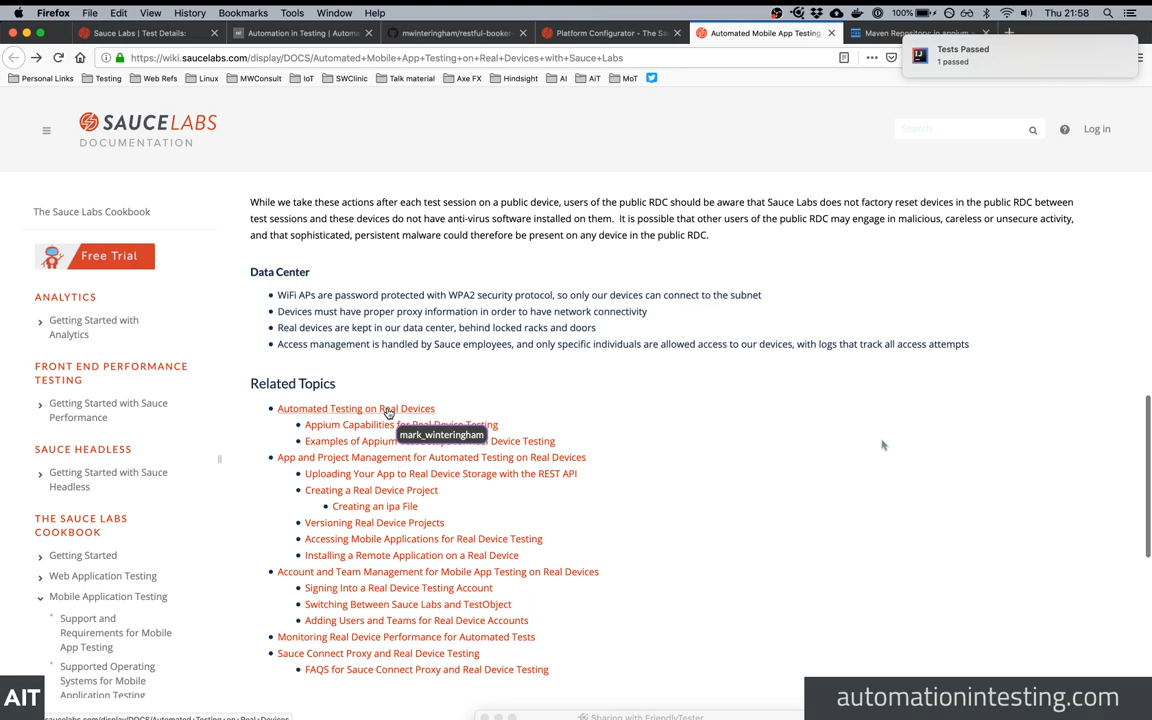 Firefox File Edit View History Bookmarks Tools Window Help 100% Thu 21:58
Sauce Labs | Test Details: Automation in Testing | Autom mwinteringham/restful-booker- Platform Configurator - The Sa Automated Mobile App Testing Maven Repository: in appium
Tests Passed
1 passed
https://wiki.saucelabs.com/display/DOCS/Automated+Mobile+App+Testing+on+Real+Devices+with+Sauce+Labs
Personal Links Testing Web Refs Linux MWConsult IoT SWClinic Talk material Axe FX Hindsight AI AiT MoT
SAUCELABS
DOCUMENTATION
Search
Log in
While we take these actions after each test session on a public device, users of the public RDC should be aware that Sauce Labs does not factory reset devices in the public RDC between
test sessions and these devices do not have anti-virus software installed on them. It is possible that other users of the public RDC may engage in malicious, careless or unsecure activity,
and that sophisticated, persistent malware could therefore be present on any device in the public RDC.
Data Center
WiFi APs are password protected with WPA2 security protocol, so only our devices can connect to the subnet
Devices must have proper proxy information in order to have network connectivity
Real devices are kept in our data center, behind locked racks and doors
Access management is handled by Sauce employees, and only specific individuals are allowed access to our devices, with logs that track all access attempts
Related Topics
Automated Testing on Real Devices
Appium Capabilities for Real Device Testing
mark_winteringham
Examples of Appium Real Device Testing
App and Project Management for Automated Testing on Real Devices
Uploading Your App to Real Device Storage with the REST API
Creating a Real Device Project
Creating an ipa File
Versioning Real Device Projects
Accessing Mobile Applications for Real Device Testing
Installing a Remote Application on a Real Device
Account and Team Management for Mobile App Testing on Real Devices
Signing Into a Real Device Testing Account
Switching Between Sauce Labs and TestObject
Adding Users and Teams for Real Device Accounts
Monitoring Real Device Performance for Automated Tests
Sauce Connect Proxy and Real Device Testing
FAQS for Sauce Connect Proxy and Real Device Testing
The Sauce Labs Cookbook
Free Trial
ANALYTICS
Getting Started with
Analytics
FRONT END PERFORMANCE
TESTING
Getting Started with Sauce
Performance
SAUCE HEADLESS
Getting Started with Sauce
Headless
THE SAUCE LABS
COOKBOOK
Getting Started
Web Application Testing
Mobile Application Testing
Support and
Requirements for Mobile
App Testing
Supported Operating
Systems for Mobile
Application Testing
AIT
Sharing with FriendlyTester
automationintesting.com